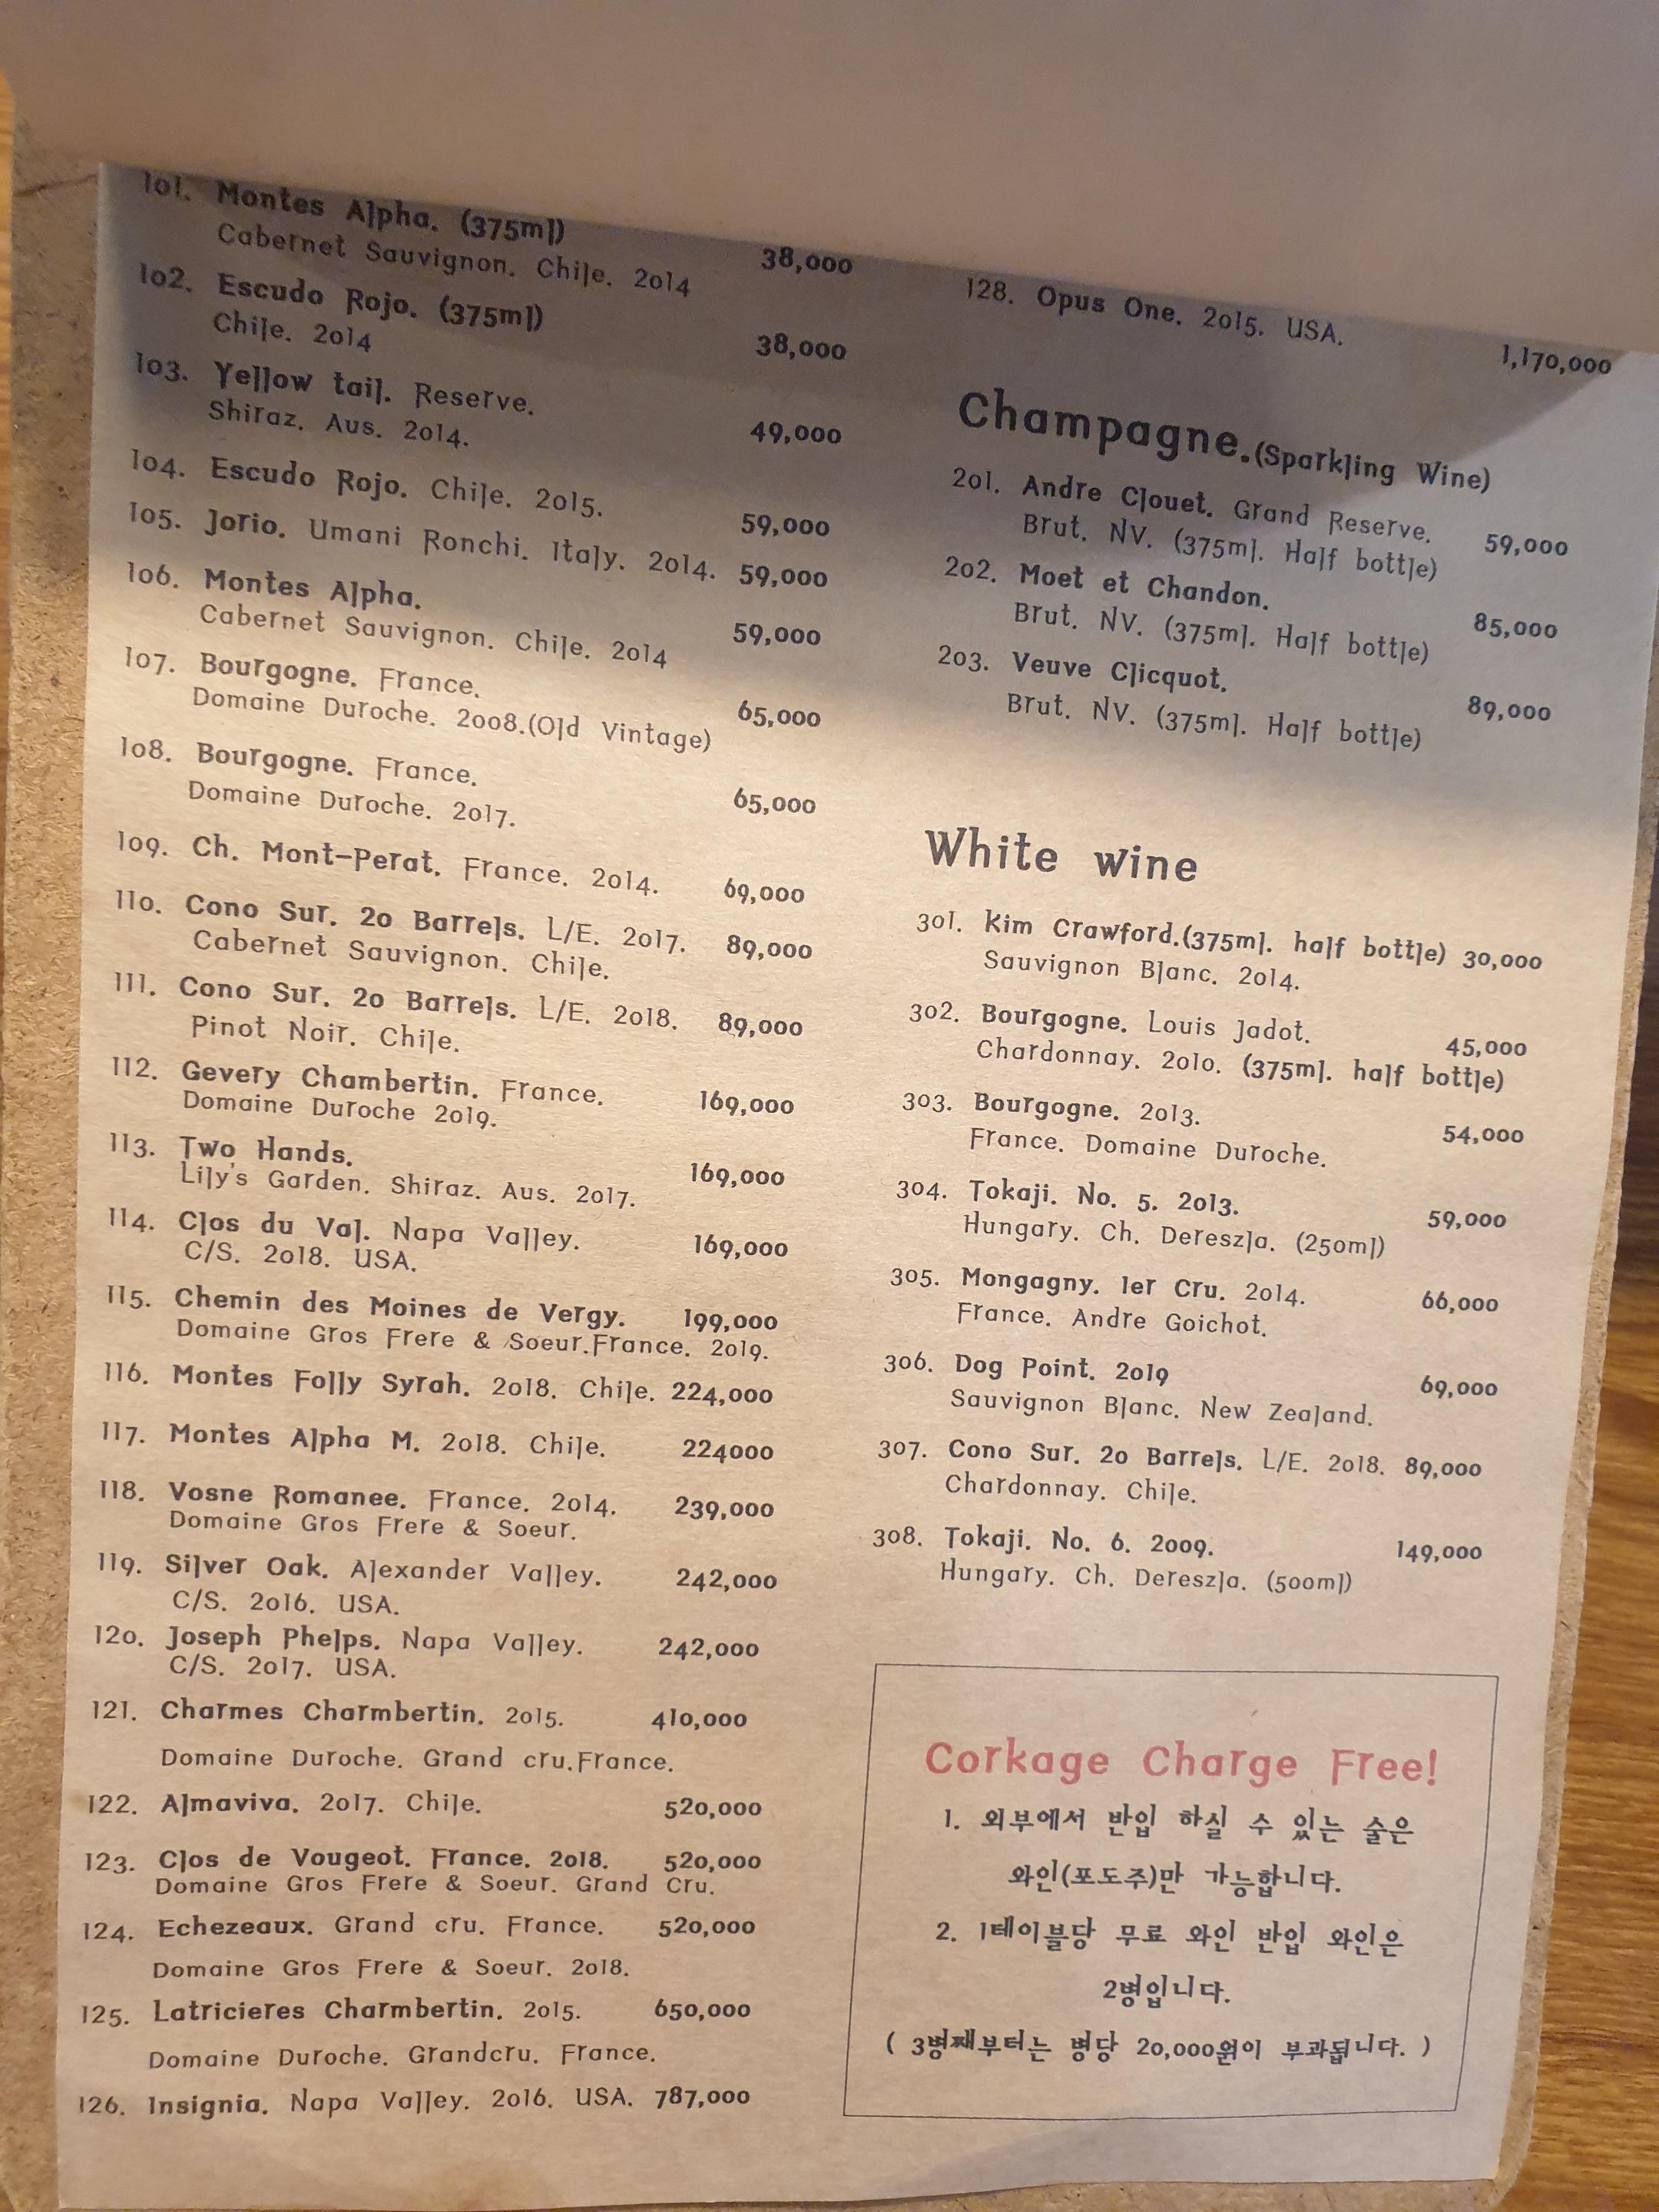 101. Montes Alpha. (375ml)
Cabernet Sauvignon. Chile. 2014 38,000
102. Escudo Rojo. (375ml)
Chile. 2014 38,000
103. Yellow tail. Reserve.
Shiraz. Aus. 2014. 49,000
104. Escudo Rojo. Chile. 2015. 59,000
105. Jorio. Umani Ronchi. Italy. 2014. 59,000
106. Montes Alpha.
Cabernet Sauvignon. Chile. 2014 59,000
107. Bourgogne. France.
Domaine Duroche. 2008.(Old Vintage) 65,000
108. Bourgogne. France.
Domaine Duroche. 2017. 65,000
109. Ch. Mont-Perat. France. 2014. 69,000
110. Cono Sur. 20 Barrels. L/E. 2017. 89,000
Cabernet Sauvignon. Chile.
111. Cono Sur. 20 Barrels. L/E. 2018. 89,000
Pinot Noir. Chile.
112. Gevery Chambertin. France. 169,000
Domaine Duroche 2019.
113. Two Hands. 169,000
Lily's Garden. Shiraz. Aus. 2017.
114. Clos du Val. Napa Valley. 169,000
C/S. 2018. USA.
115. Chemin des Moines de Vergy. 199,000
Domaine Gros Frere & Soeur.France. 2019.
116. Montes Folly Syrah. 2018. Chile. 224,000
117. Montes Alpha M. 2018. Chile. 224000
118. Vosne Romanee. France. 2014. 239,000
Domaine Gros Frere & Soeur.
119. Silver Oak. Alexander Valley. 242,000
C/S. 2016. USA.
120. Joseph Phelps. Napa Valley. 242,000
C/S. 2017. USA.
121. Charmes Charmbertin. 2015. 410,000
Domaine Duroche. Grand cru.France.
122. Almaviva. 2017. Chile. 520,000
123. Clos de Vougeot. France. 2018. 520,000
Domaine Gros Frere & Soeur. Grand Cru.
124. Echezeaux. Grand cru. France. 520,000
Domaine Gros Frere & Soeur. 2018.
125. Latricieres Charmbertin. 2015. 650,000
Domaine Duroche. Grandcru. France.
126. Insignia. Napa Valley. 2016. USA. 787,000
128. Opus One. 2015. USA. 1,170,000
Champagne.(Sparkling Wine)
201. Andre Clouet. Grand Reserve. 59,000
Brut. NV. (375ml. Half bottle)
202. Moet et Chandon. 85,000
Brut. NV. (375ml. Half bottle)
203. Veuve Clicquot. 89,000
Brut. NV. (375ml. Half bottle)
White wine
301. Kim Crawford.(375ml. half bottle) 30,000
Sauvignon Blanc. 2014.
302. Bourgogne. Louis Jadot. 45,000
Chardonnay. 2010. (375ml. half bottle)
303. Bourgogne. 2013. 54,000
France. Domaine Duroche.
304. Tokaji. No. 5. 2013. 59,000
Hungary. Ch. Dereszla. (250ml)
305. Mongagny. 1er Cru. 2014. 66,000
France. Andre Goichot.
306. Dog Point. 2019 69,000
Sauvignon Blanc. New Zealand.
307. Cono Sur. 20 Barrels. L/E. 2018. 89,000
Chardonnay. Chile.
308. Tokaji. No. 6. 2009. 149,000
Hungary. Ch. Dereszla. (500ml)
Corkage Charge Free!
1. 외부에서 반입 하실 수 있는 술은
와인(포도주)만 가능합니다.
2. 1테이블당 무료 와인 반입 와인은
2병입니다.
( 3병째부터는 병당 20,000원이 부과됩니다. )